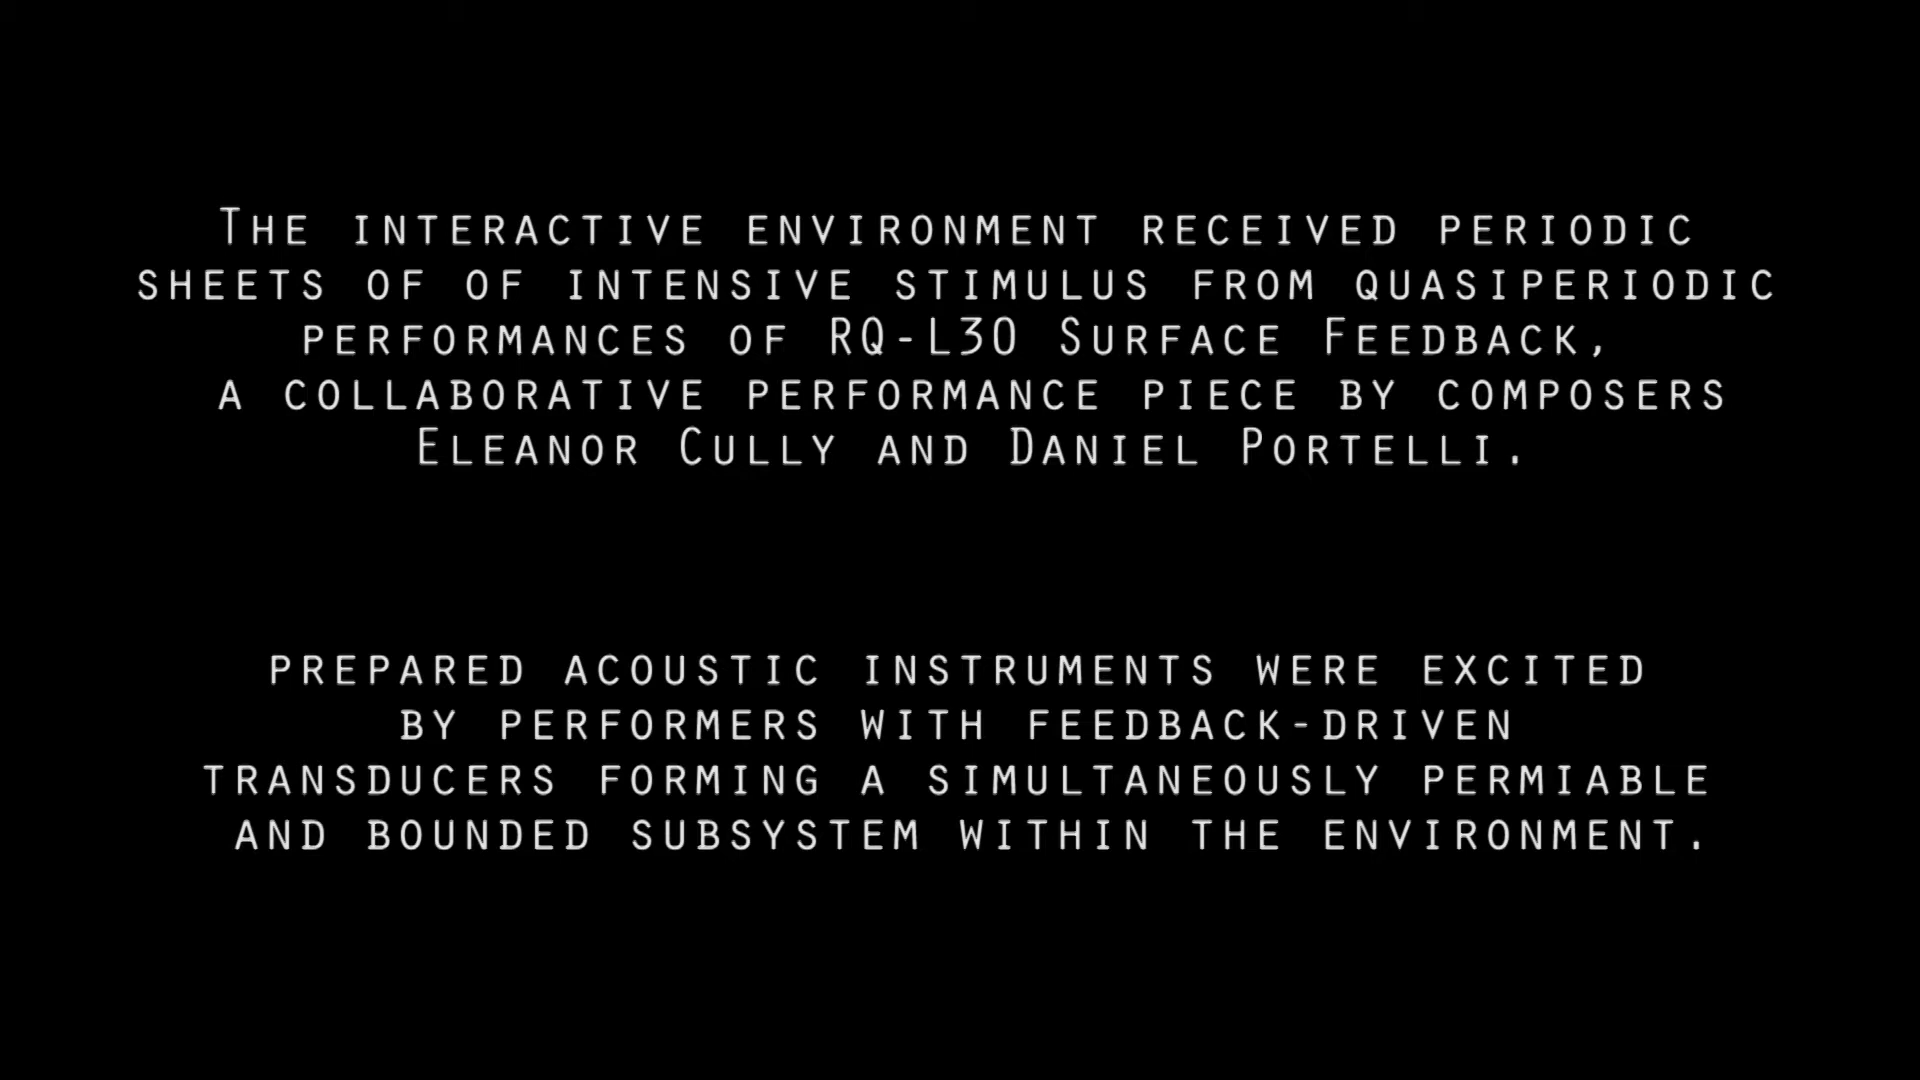 The interactive environment received periodic
sheets of of intensive stimulus from quasiperiodic
performances of RQ-L30 Surface Feedback,
a collaborative performance piece by composers
Eleanor Cully and Daniel Portelli.
prepared acoustic instruments were excited
by performers with feedback-driven
transducers forming a simultaneously permiable
and bounded subsystem within the environment.